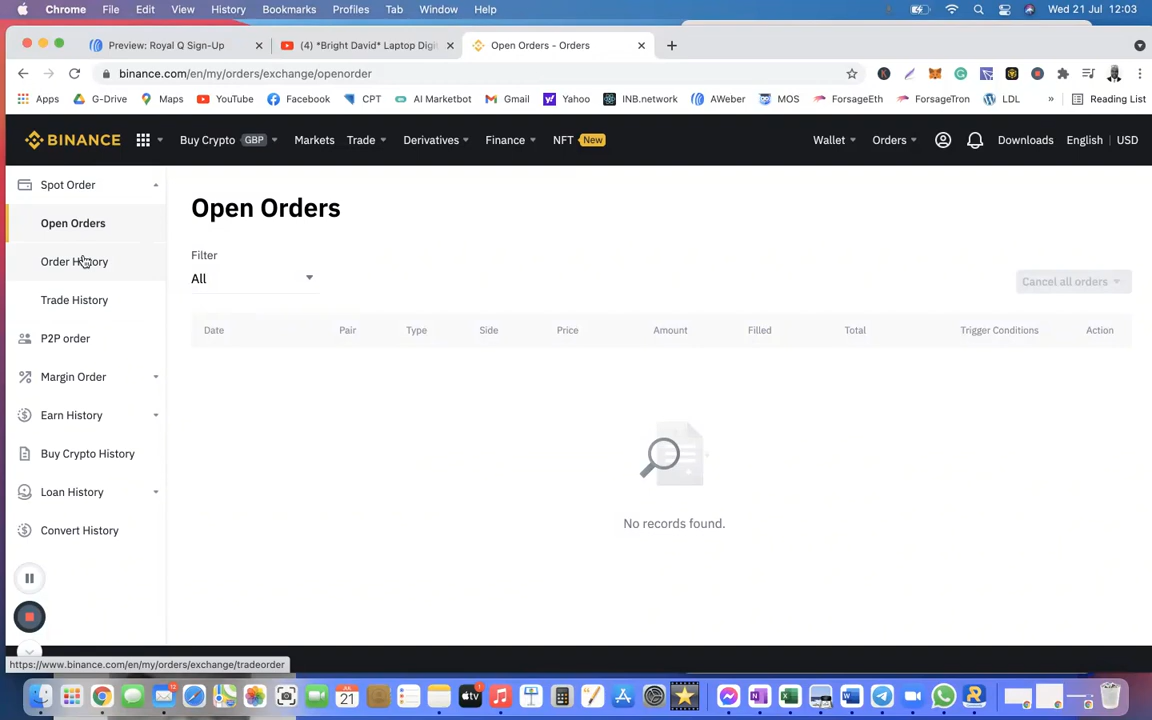 Chrome File Edit View History Bookmarks Profiles Tab Window Help Wed 21 Jul 12:03
Preview: Royal Q Sign-Up (4) *Bright David* Laptop Digi Open Orders - Orders
binance.com/en/my/orders/exchange/openorder
Apps G-Drive Maps YouTube Facebook CPT AI Marketbot Gmail Yahoo INB.network AWeber MOS ForsageEth ForsageTron LDL » Reading List
BINANCE Buy Crypto GBP Markets Trade Derivatives Finance NFT New Wallet Orders Downloads English USD
Spot Order
Open Orders
Order History
Trade History
P2P order
Margin Order
Earn History
Buy Crypto History
Loan History
Convert History
Open Orders
Filter
All
Cancel all orders
Date Pair Type Side Price Amount Filled Total Trigger Conditions Action
No records found.
https://www.binance.com/en/my/orders/exchange/tradeorder
JUL
21